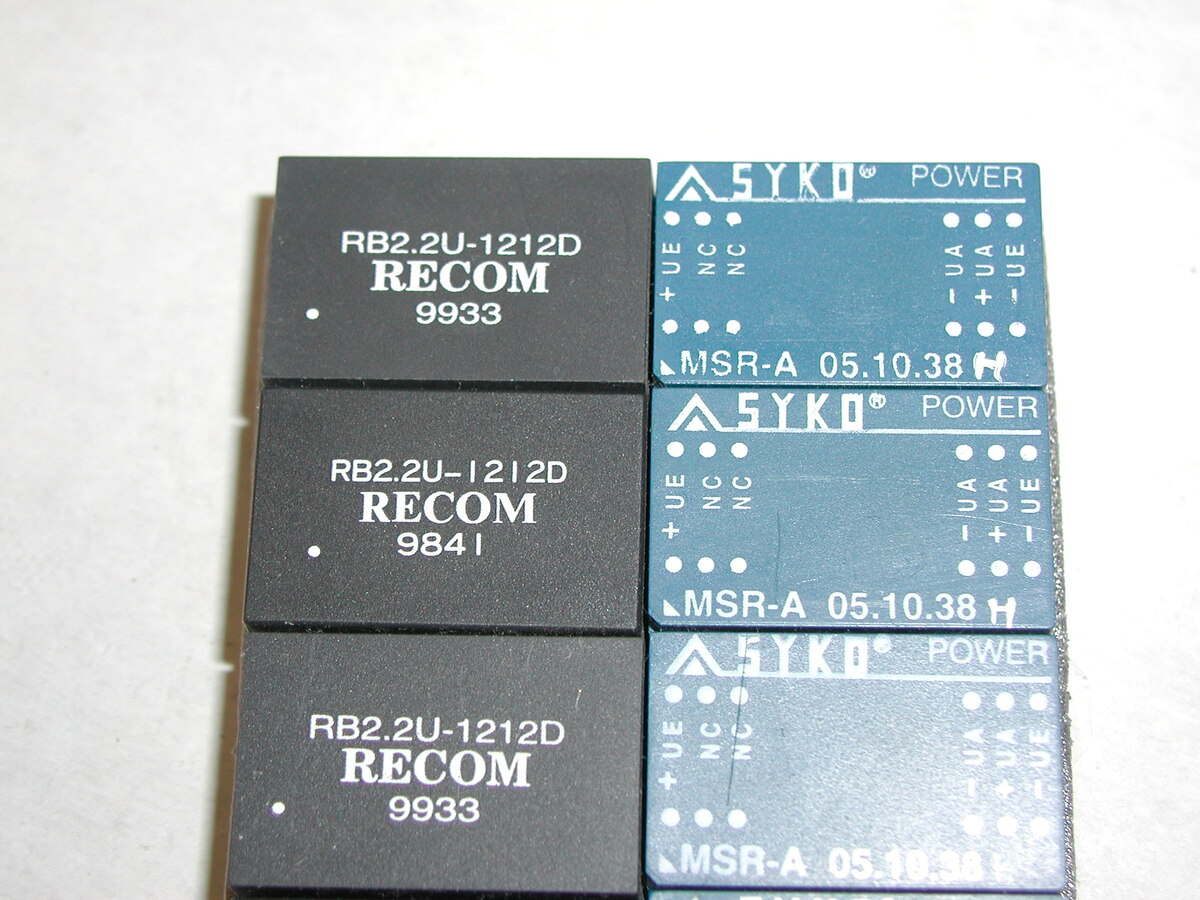 RB2.2U-1212D
RECOM
9933
SYKO® POWER
+ UE
NC
NC
- UA
+ UA
- UE
MSR-A 05.10.38 H
RB2.2U-1212D
RECOM
9841
SYKO® POWER
+ UE
NC
NC
- UA
+ UA
- UE
MSR-A 05.10.38 H
RB2.2U-1212D
RECOM
9933
SYKO® POWER
+ UE
NC
NC
- UA
+ UA
- UE
MSR-A 05.10.38